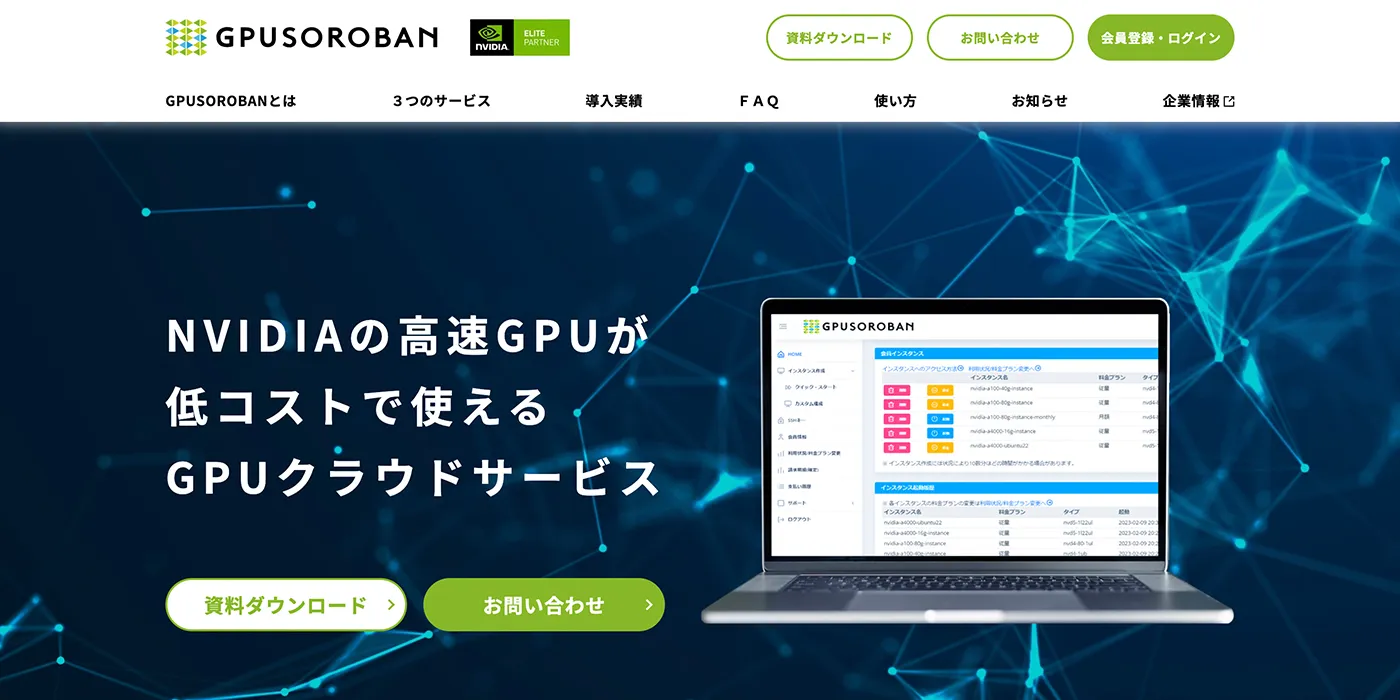 GPUSOROBAN
NVIDIA
ELITE
PARTNER
資料ダウンロード
お問い合わせ
会員登録・ログイン
GPUSOROBANとは
３つのサービス
導入実績
ＦＡＱ
使い方
お知らせ
企業情報
NVIDIAの高速GPUが
低コストで使える
GPUクラウドサービス
資料ダウンロード
お問い合わせ
GPUSOROBAN
HOME
インスタンス作成
クイック・スタート
カスタム構成
SSHキー
会員情報
利用状況/料金プラン変更
請求明細(確定)
支払い履歴
サポート
ログアウト
会員インスタンス
インスタンスへのアクセス方法 利用状況/料金プラン変更へ
インスタンス名 料金プラン タイプ
nvidia-a100-40g-instance 従量 nvd4-
nvidia-a100-80g-instance 従量 nvd4-
nvidia-a100-80g-instance-monthly 月額 nvd4-
nvidia-a4000-16g-instance 従量 nvd5-
nvidia-a4000-ubuntu22 従量
※ インスタンス作成には状況により10数分ほどの時間がかかる場合があります。
インスタンス起動履歴
※ 各インスタンスの料金プランの変更は利用状況/料金プラン変更へ
インスタンス名 料金プラン タイプ 起動
nvidia-a4000-ubuntu22 従量 nvd5-1l22ul 2023-02-09 20:3
nvidia-a4000-16g-instance 従量 nvd5-1l22ul 2023-02-09 20:
nvidia-a100-80g-instance 従量 nvd4-80-1ul 2023-02-09 20:
nvidia-a100-40g-instance 従量 nvd4-1ub 2023-02-09 20: